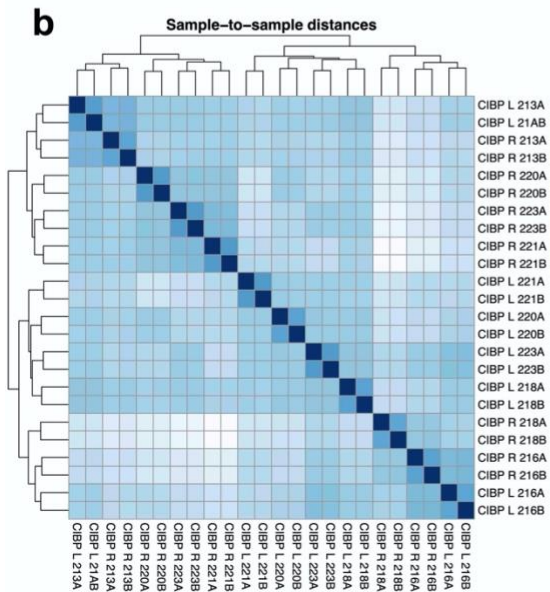 b
Sample-to-sample distances
CIBP L 213A
CIBP L 21AB
CIBP R 213A
CIBP R 213B
CIBP R 220A
CIBP R 220B
CIBP R 223A
CIBP R 223B
CIBP R 221A
CIBP R 221B
CIBP L 221A
CIBP L 221B
CIBP L 220A
CIBP L 220B
CIBP L 223A
CIBP L 223B
CIBP L 218A
CIBP L 218B
CIBP R 218A
CIBP R 218B
CIBP R 216A
CIBP R 216B
CIBP L 216A
CIBP L 216B
CIBP L 213A
CIBP L 21AB
CIBP R 213A
CIBP R 213B
CIBP R 220A
CIBP R 220B
CIBP R 223A
CIBP R 223B
CIBP R 221A
CIBP R 221B
CIBP L 221A
CIBP L 221B
CIBP L 220A
CIBP L 220B
CIBP L 223A
CIBP L 223B
CIBP L 218A
CIBP L 218B
CIBP R 218A
CIBP R 218B
CIBP R 216A
CIBP R 216B
CIBP L 216A
CIBP L 216B